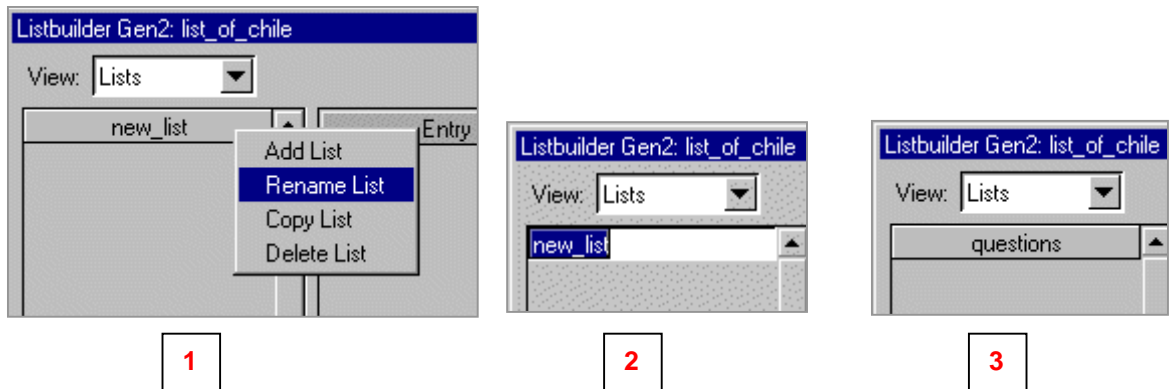 Listbuilder Gen2: list_of_chile
View: Lists
new_list
Entry
Add List
Rename List
Copy List
Delete List
1
Listbuilder Gen2: list_of_chile
View: Lists
new_list
2
Listbuilder Gen2: list_of_chile
View: Lists
questions
3